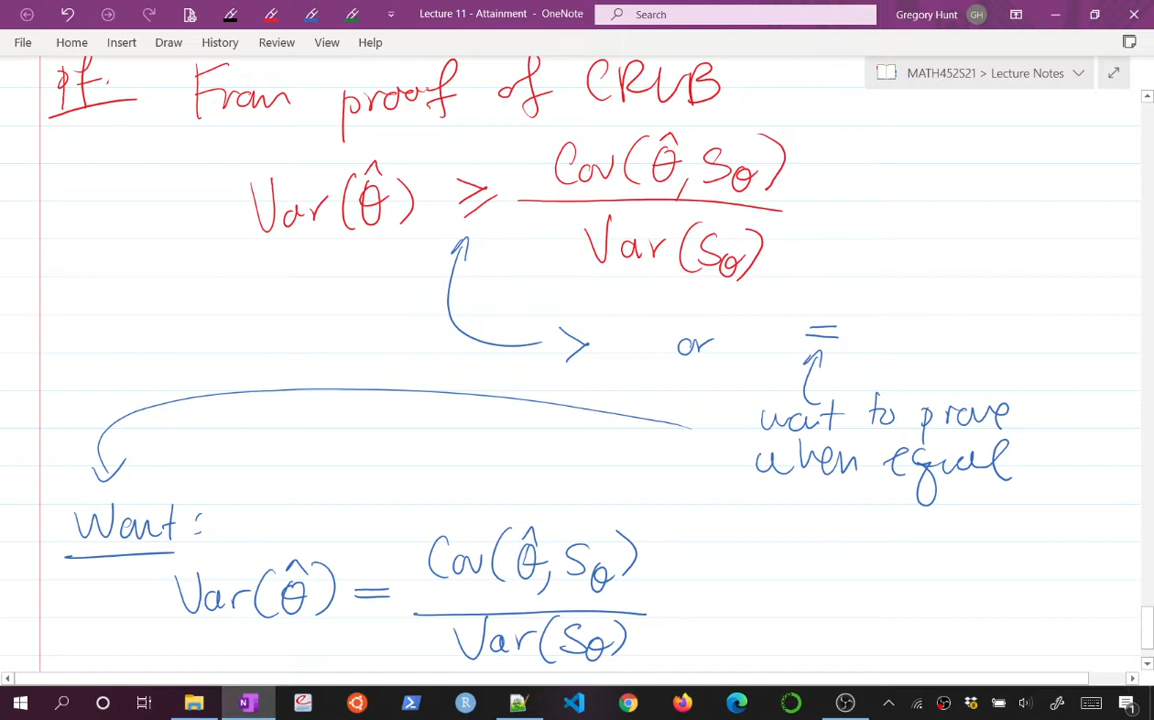 Lecture 11 - Attainment - OneNote
Search
Gregory Hunt GH
File Home Insert Draw History Review View Help
MATH452S21 > Lecture Notes
Pf. From proof of CRLB
Var(θ̂) ≥ Cov(θ̂, Sθ) / Var(Sθ)
> or =
want to prove
when equal
Want:
Var(θ̂) = Cov(θ̂, Sθ) / Var(Sθ)